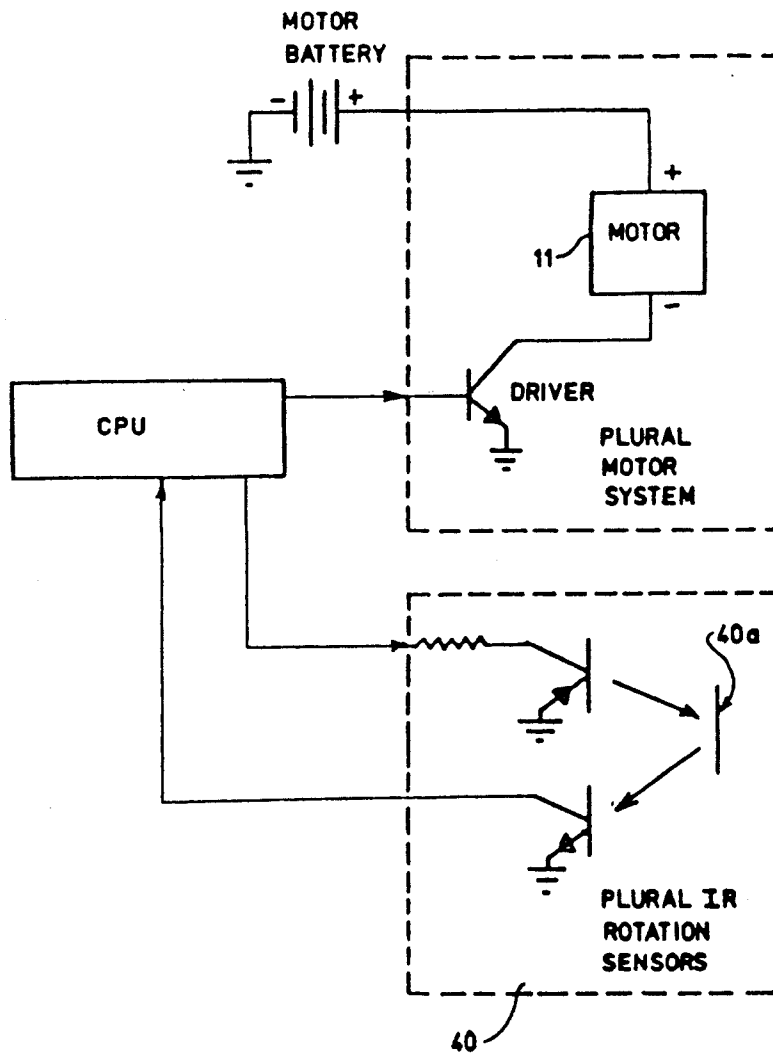 MOTOR
BATTERY
- +
+
MOTOR
11
-
DRIVER
CPU
PLURAL
MOTOR
SYSTEM
40a
PLURAL IR
ROTATION
SENSORS
40